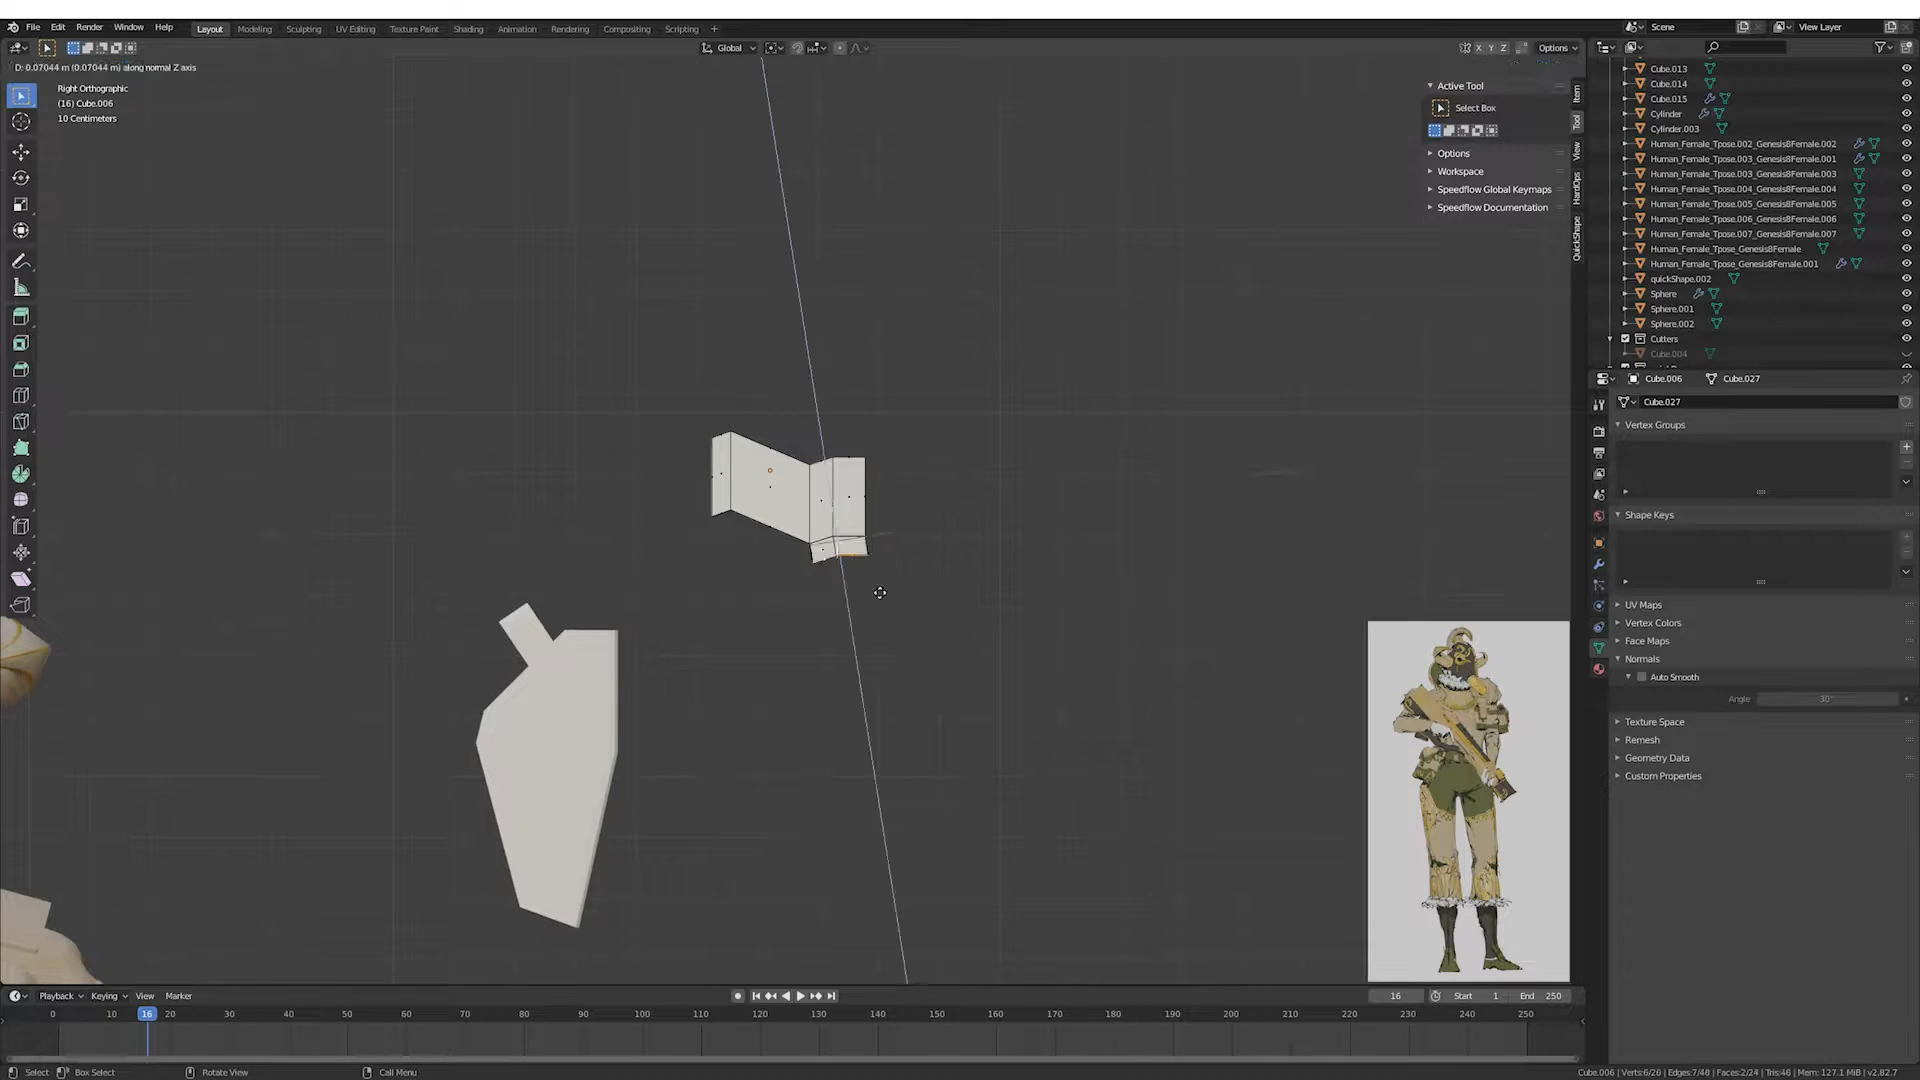 File Edit Render Window Help Layout Modeling Sculpting UV Editing Texture Paint Shading Animation Rendering Compositing Scripting + Scene View Layer
Global X Y Z Options
D: 0.07044 m (0.07044 m) along normal Z axis
Right Orthographic
(16) Cube.006
10 Centimeters
Active Tool
Select Box
Options
Workspace
Speedflow Global Keymaps
Speedflow Documentation
Item
Tool
View
HardOps
QuickShape
Cube.013
Cube.014
Cube.015
Cylinder
Cylinder.003
Human_Female_Tpose.002_Genesis8Female.002
Human_Female_Tpose.003_Genesis8Female.001
Human_Female_Tpose.003_Genesis8Female.003
Human_Female_Tpose.004_Genesis8Female.004
Human_Female_Tpose.005_Genesis8Female.005
Human_Female_Tpose.006_Genesis8Female.006
Human_Female_Tpose.007_Genesis8Female.007
Human_Female_Tpose_Genesis8Female
Human_Female_Tpose_Genesis8Female.001
quickShape.002
Sphere
Sphere.001
Sphere.002
Cutters
Cube.004
Cube.006 Cube.027
Cube.027
Vertex Groups
Shape Keys
UV Maps
Vertex Colors
Face Maps
Normals
Auto Smooth
Angle 30°
Texture Space
Remesh
Geometry Data
Custom Properties
Playback Keying View Marker 16 Start 1 End 250
0 10 16 20 30 40 50 60 70 80 90 100 110 120 130 140 150 160 170 180 190 200 210 220 230 240 250
Select Box Select Rotate View Call Menu Cube.006 | Verts:6/26 | Edges:7/48 | Faces:2/24 | Tris:46 | Mem: 127.1 MiB | v2.82.7